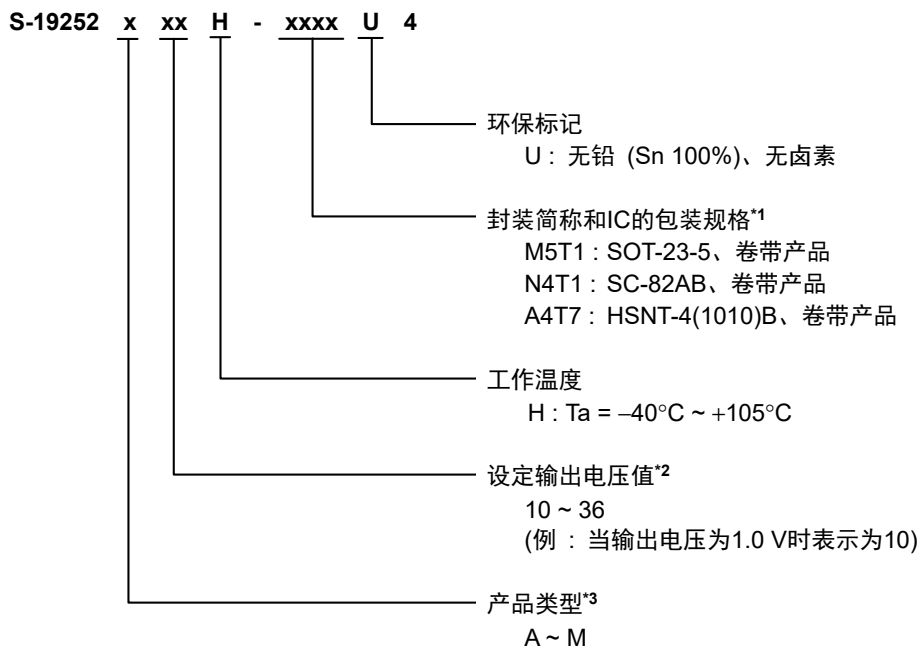 S-19252 x xx H - xxxx U 4
环保标记
U : 无铅 (Sn 100%)、无卤素
封装简称和IC的包装规格*1
M5T1 : SOT-23-5、卷带产品
N4T1 : SC-82AB、卷带产品
A4T7 : HSNT-4(1010)B、卷带产品
工作温度
H : Ta = −40°C ~ +105°C
设定输出电压值*2
10 ~ 36
(例 : 当输出电压为1.0 V时表示为10)
产品类型*3
A ~ M